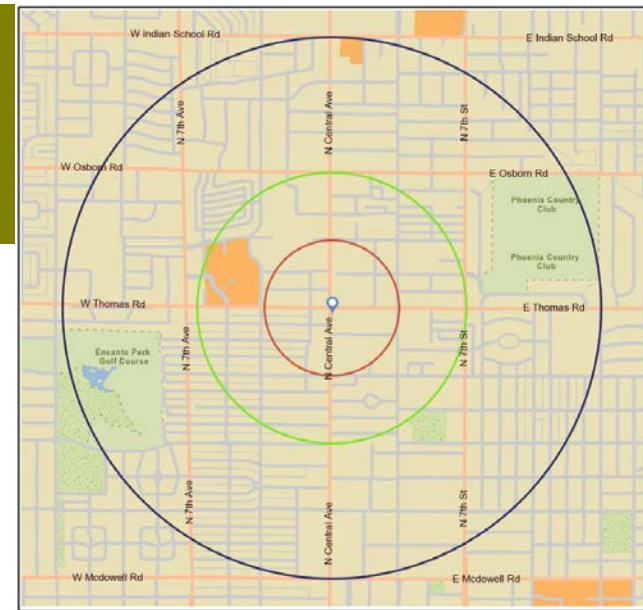 W Indian School Rd
E Indian School Rd
N 7th Ave
N Central Ave
N 7th St
W Osborn Rd
E Osborn Rd
Phoenix Country
Club
Phoenix Country
Club
W Thomas Rd
E Thomas Rd
Encanto Park
Golf Course
N 7th Ave
N Central Ave
N 7th St
N 7th Ave
N Central Ave
N 7th St
W Mcdowell Rd
E Mcdowell Rd